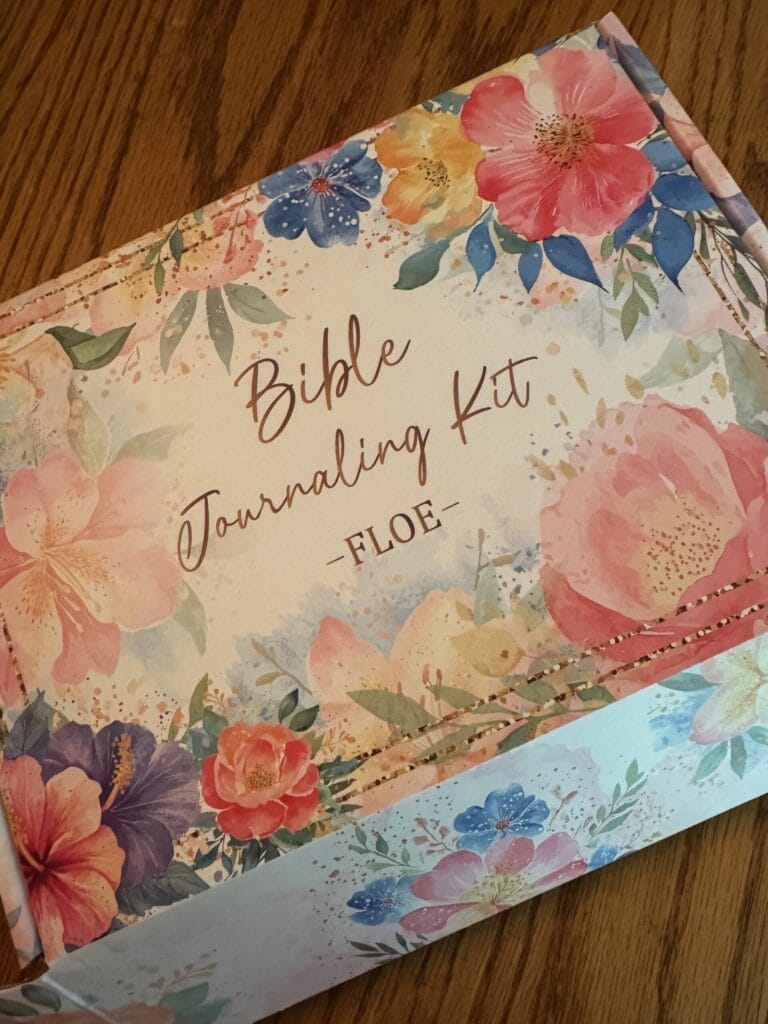 Bible
Journaling Kit
–FLOE–